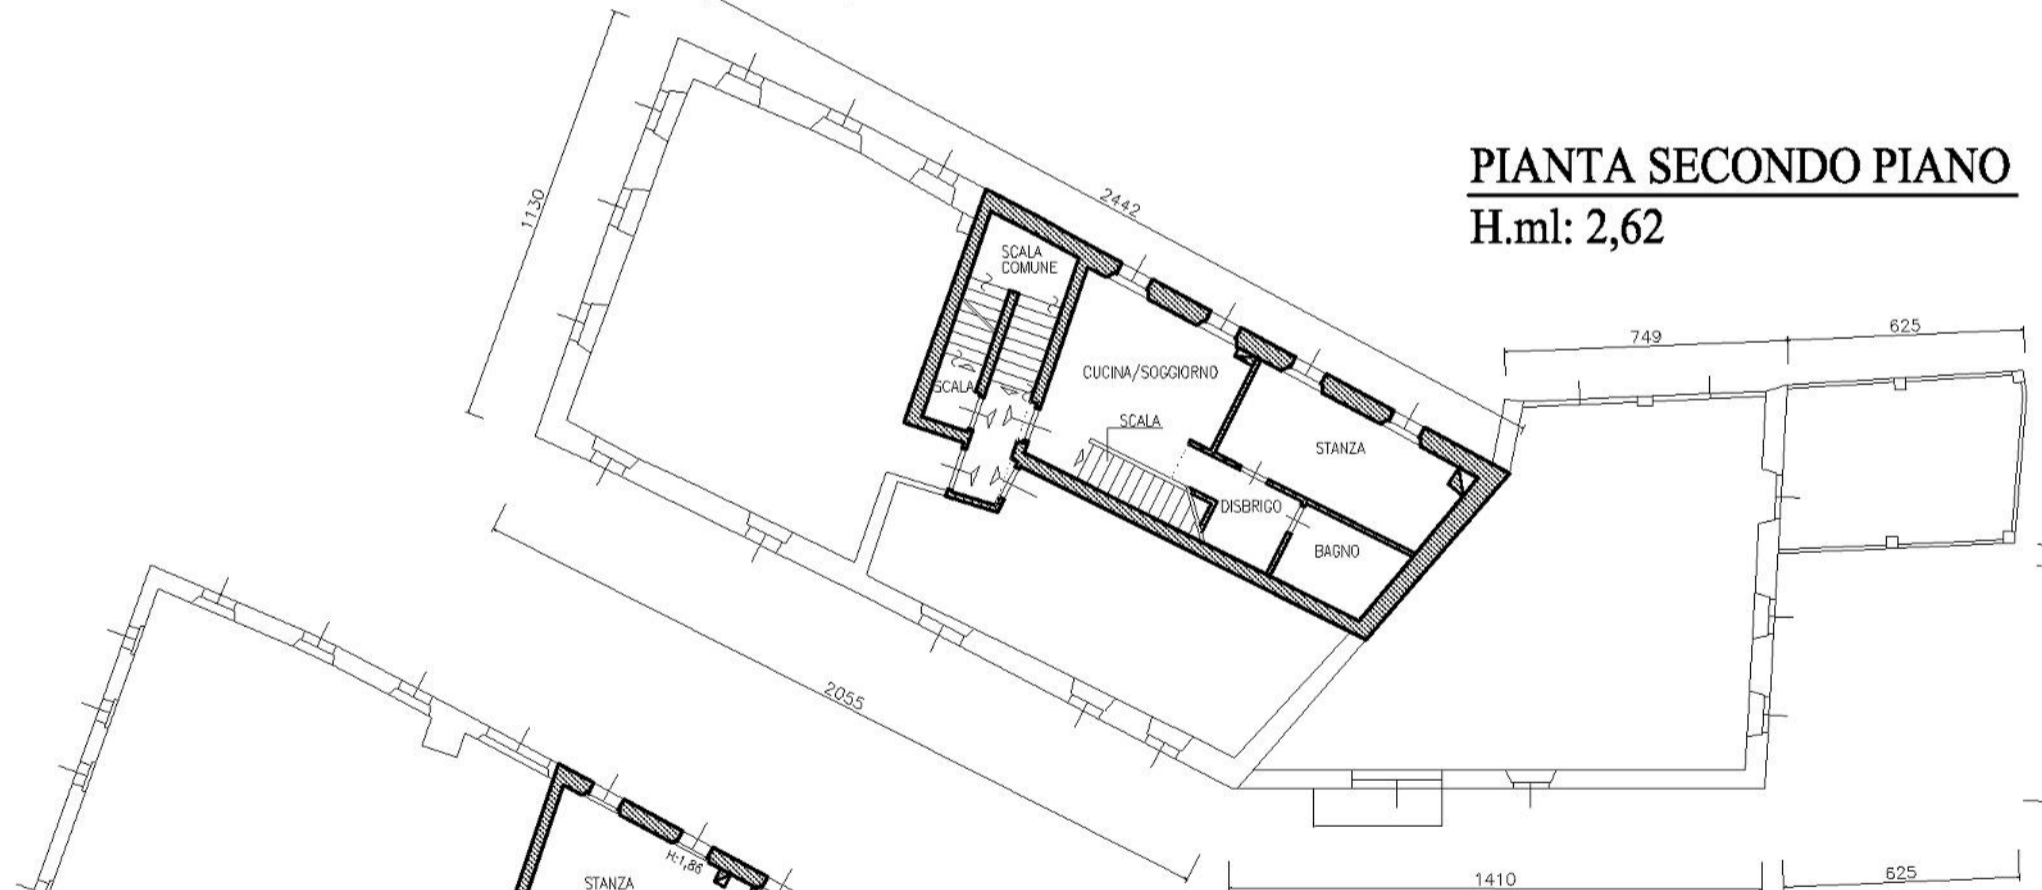 PIANTA SECONDO PIANO
H.ml: 2,62
1130
2442
749
625
SCALA
COMUNE
CUCINA/SOGGIORNO
SCALA
SCALA
STANZA
DISBRIGO
BAGNO
2055
H:1,86
STANZA
1410
625